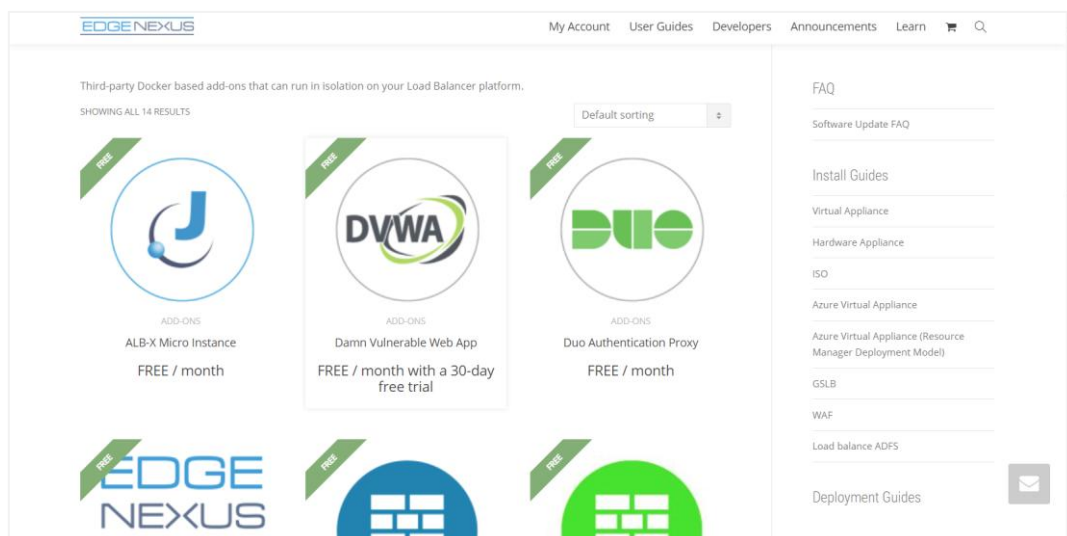 EDGENEXUS
My Account User Guides Developers Announcements Learn
Third-party Docker based add-ons that can run in isolation on your Load Balancer platform.
SHOWING ALL 14 RESULTS
Default sorting
FREE
FREE
FREE
DVWA
DUO
ADD-ONS
ALB-X Micro Instance
FREE / month
ADD-ONS
Damn Vulnerable Web App
FREE / month with a 30-day
free trial
ADD-ONS
Duo Authentication Proxy
FREE / month
FREE
EDGE
NEXUS
FREE
FREE
FAQ
Software Update FAQ
Install Guides
Virtual Appliance
Hardware Appliance
ISO
Azure Virtual Appliance
Azure Virtual Appliance (Resource
Manager Deployment Model)
GSLB
WAF
Load balance ADFS
Deployment Guides